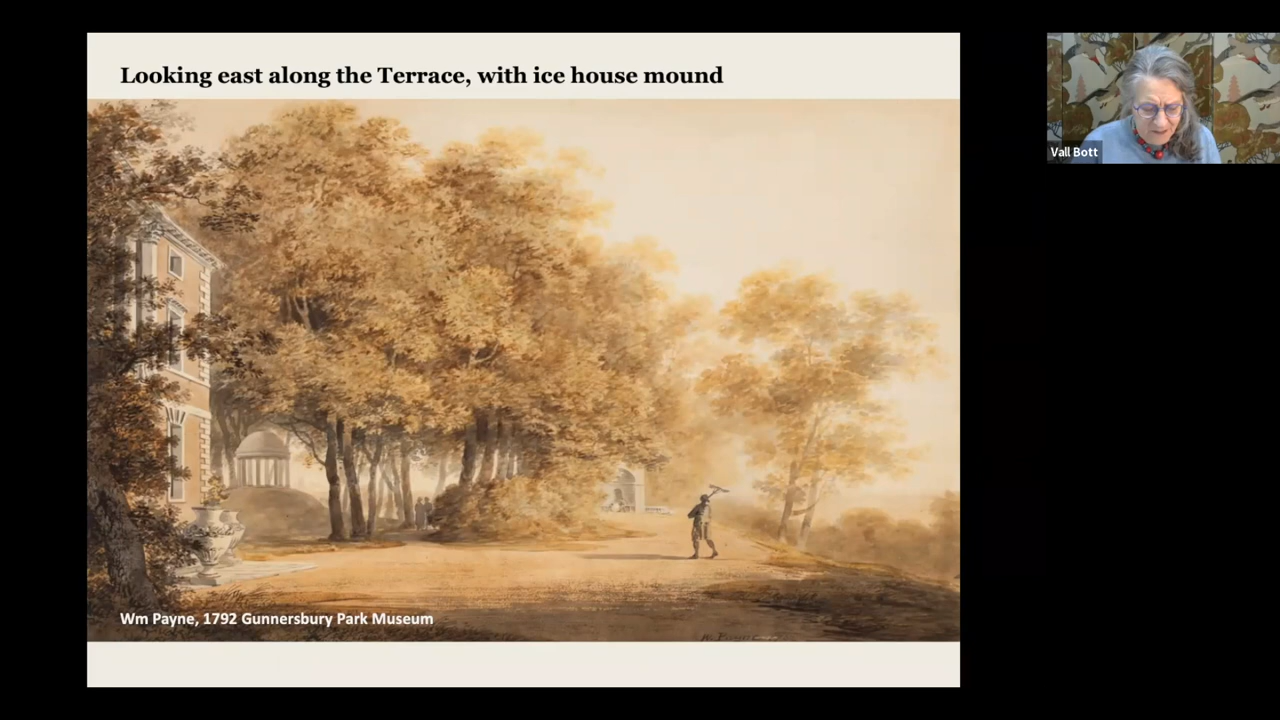 Looking east along the Terrace, with ice house mound
Vall Bott
Wm Payne, 1792 Gunnersbury Park Museum